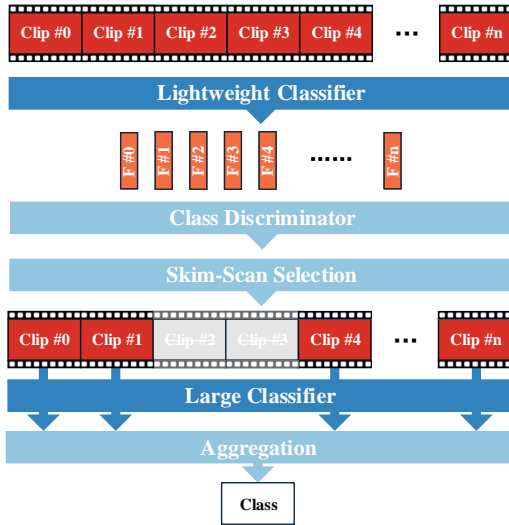 Clip #0 Clip #1 Clip #2 Clip #3 Clip #4 ... Clip #n
Lightweight Classifier
F #0 F #1 F #2 F #3 F #4 ...... F #n
Class Discriminator
Skim-Scan Selection
Clip #0 Clip #1 Clip #2 Clip #3 Clip #4 ... Clip #n
Large Classifier
Aggregation
Class